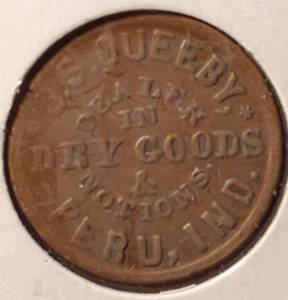 S. QUEEBY,
DEALER
IN
DRY GOODS
&
NOTIONS,
PERU, IND.